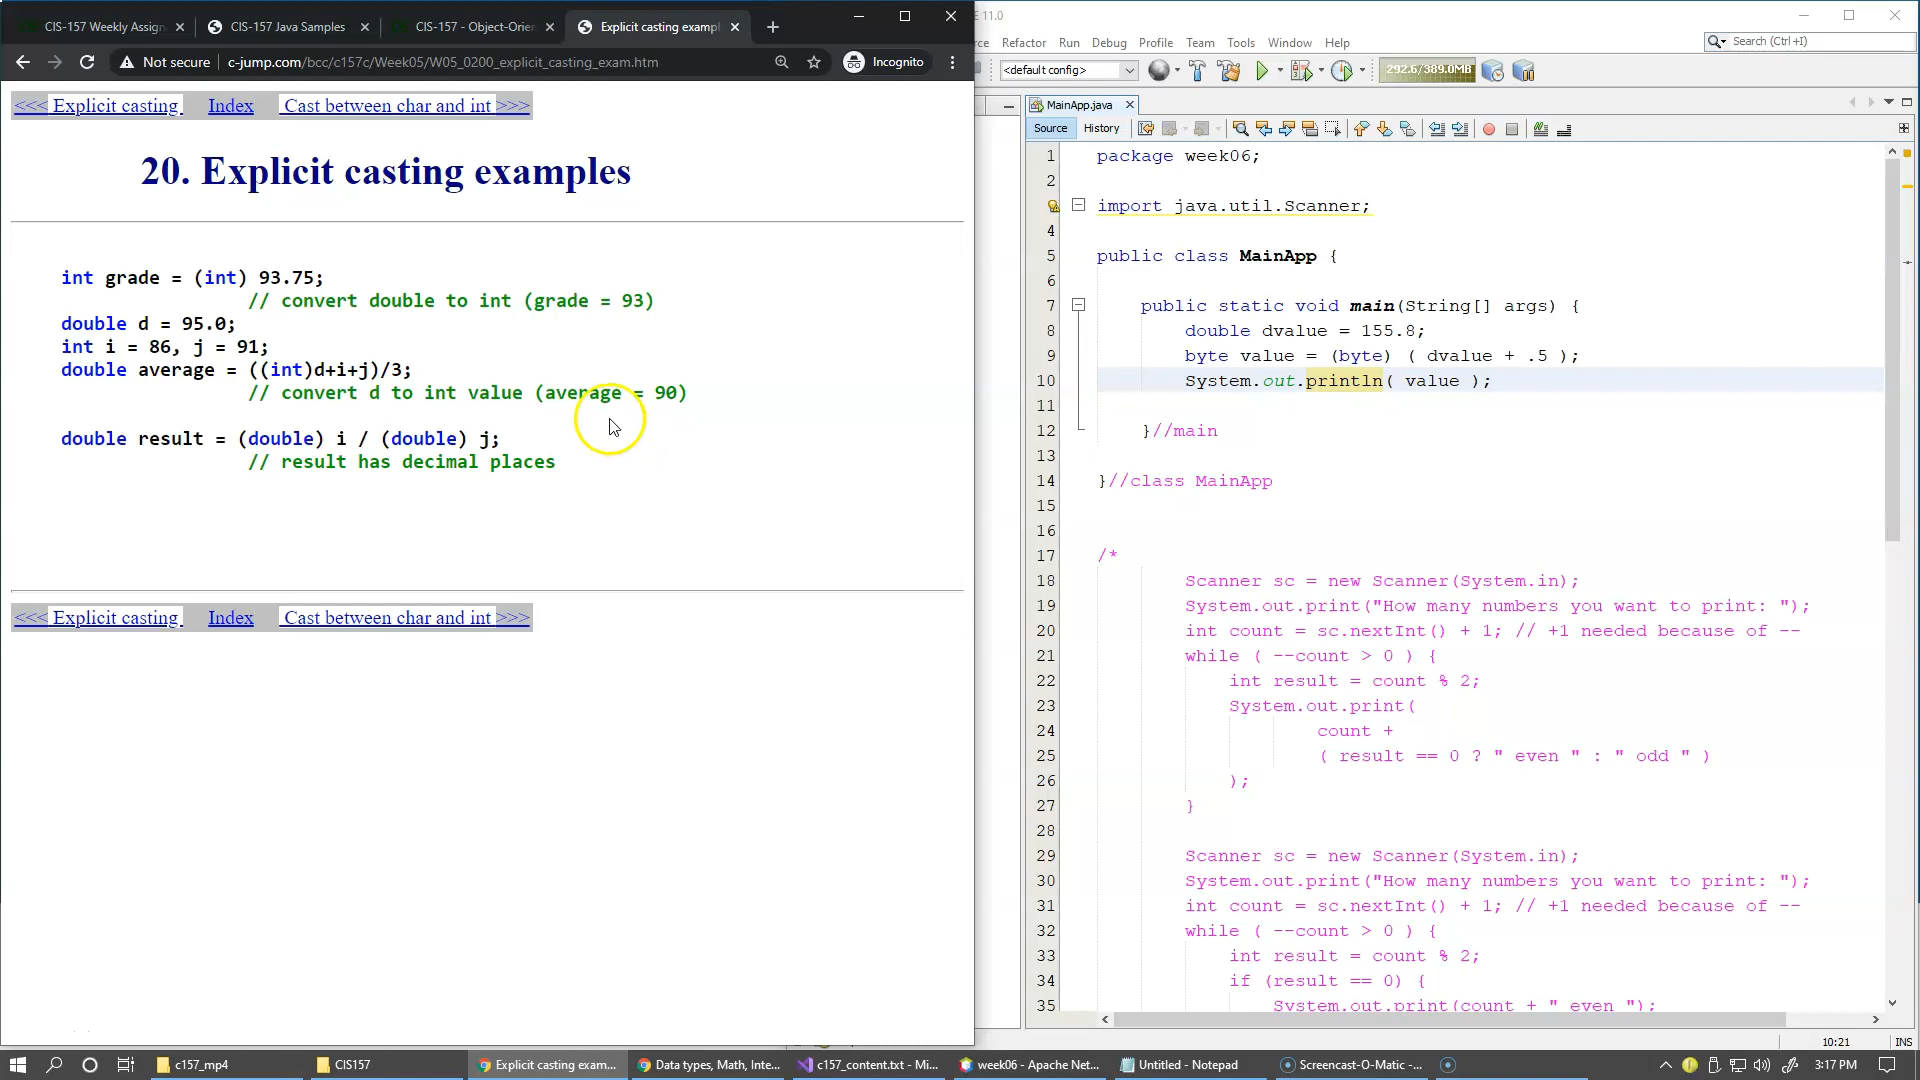 CIS-157 Weekly Assign
CIS-157 Java Samples
CIS-157 - Object-Orien
Explicit casting exampl
Not secure
c-jump.com/bcc/c157c/Week05/W05_0200_explicit_casting_exam.htm
Incognito
<<< Explicit casting Index Cast between char and int >>>
20. Explicit casting examples
int grade = (int) 93.75;
// convert double to int (grade = 93)
double d = 95.0;
int i = 86, j = 91;
double average = ((int)d+i+j)/3;
// convert d to int value (average = 90)
double result = (double) i / (double) j;
// result has decimal places
<<< Explicit casting Index Cast between char and int >>>
E 11.0
rce Refactor Run Debug Profile Team Tools Window Help
Search (Ctrl+I)
<default config>
292.6/389.0MB
MainApp.java
Source History
1 package week06;
2
import java.util.Scanner;
4
5 public class MainApp {
6
7 public static void main(String[] args) {
8 double dvalue = 155.8;
9 byte value = (byte) ( dvalue + .5 );
10 System.out.println( value );
11
12 }//main
13
14 }//class MainApp
15
16
17 /*
18 Scanner sc = new Scanner(System.in);
19 System.out.print("How many numbers you want to print: ");
20 int count = sc.nextInt() + 1; // +1 needed because of --
21 while ( --count > 0 ) {
22 int result = count % 2;
23 System.out.print(
24 count +
25 ( result == 0 ? " even " : " odd " )
26 );
27 }
28
29 Scanner sc = new Scanner(System.in);
30 System.out.print("How many numbers you want to print: ");
31 int count = sc.nextInt() + 1; // +1 needed because of --
32 while ( --count > 0 ) {
33 int result = count % 2;
34 if (result == 0) {
35 System.out.print(count + " even ");
10:21 INS
c157_mp4
CIS157
Explicit casting exam...
Data types, Math, Inte...
c157_content.txt - Mi...
week06 - Apache Net...
Untitled - Notepad
Screencast-O-Matic -...
3:17 PM